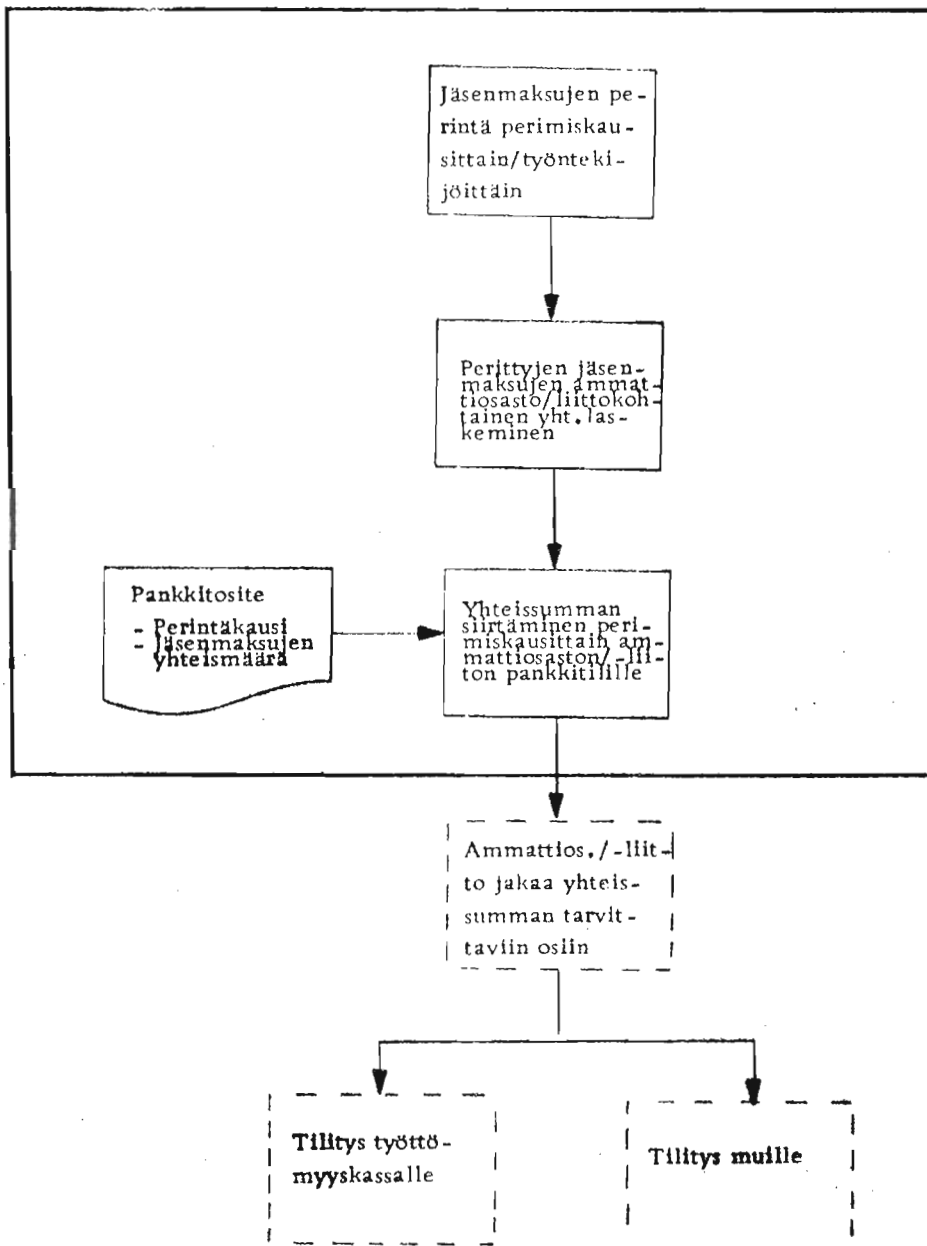 Jäsenmaksujen pe-
rintä perimiskau-
sittain/työnteki-
jöittäin
Perittyjen jäsen-
maksujen ammat-
tiosasto/liittokoh-
tainen yht.las-
keminen
Pankkitosite
- Perintäkausi
- Jäsenmaksujen
yhteismäärä
Yhteissumman
siirtäminen peri-
miskausittain am-
mattiosaston/-lii-
ton pankkitilille
Ammattios./-liit-
to jakaa yhteis-
summan tarvit-
taviin osiin
Tilitys työttö-
myyskassalle
Tilitys muille